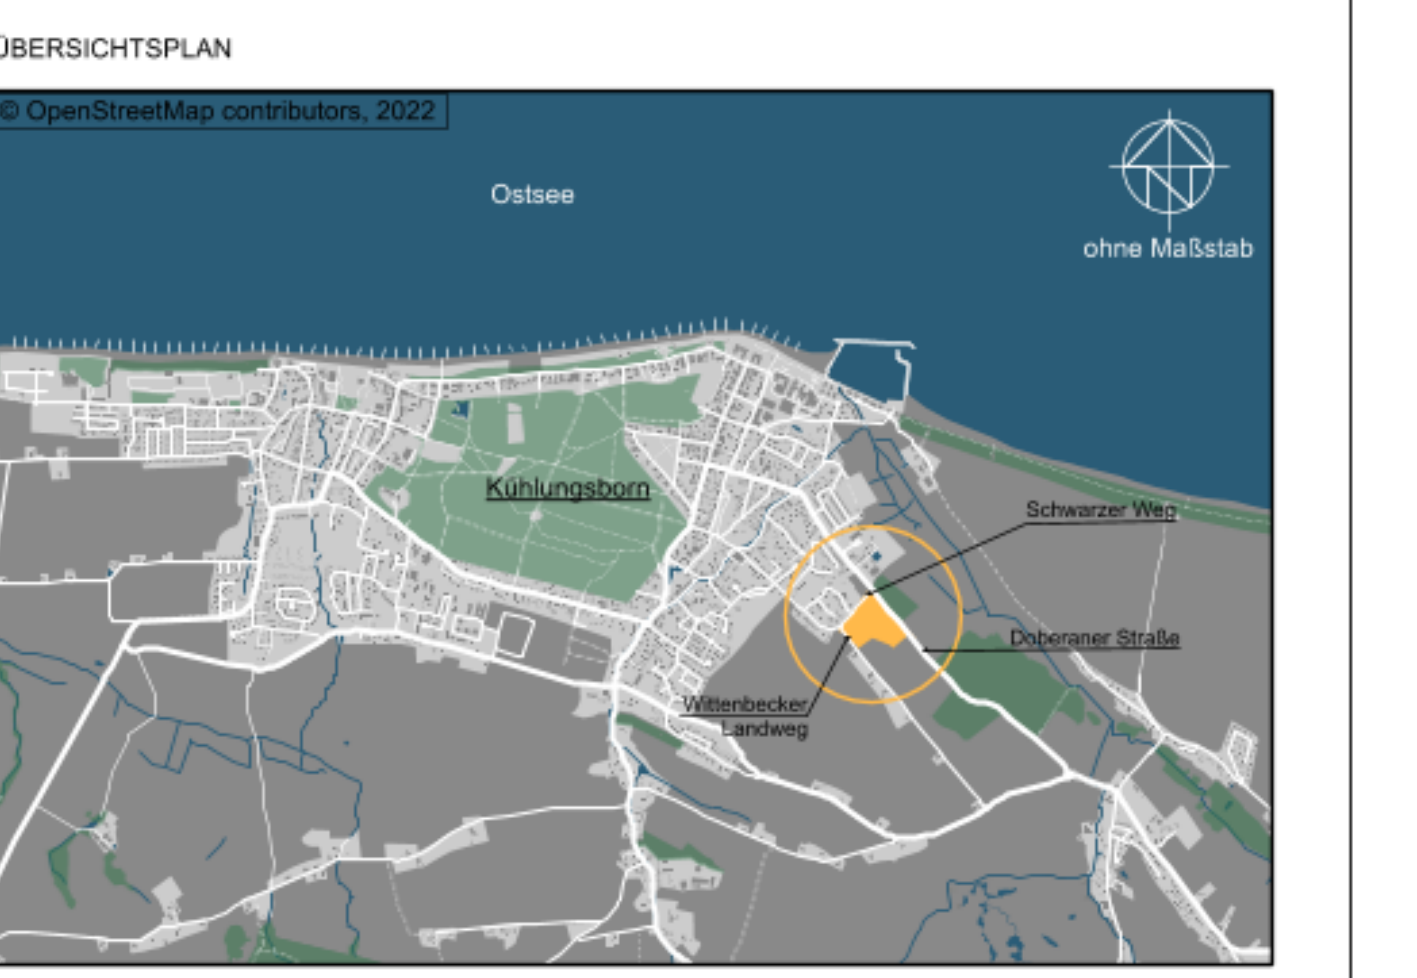 ÜBERSICHTSPLAN
© OpenStreetMap contributors, 2022
Ostsee
N
ohne Maßstab
Kühlungsborn
Schwarzer Weg
Doberaner Straße
Wittenbecker
Landweg